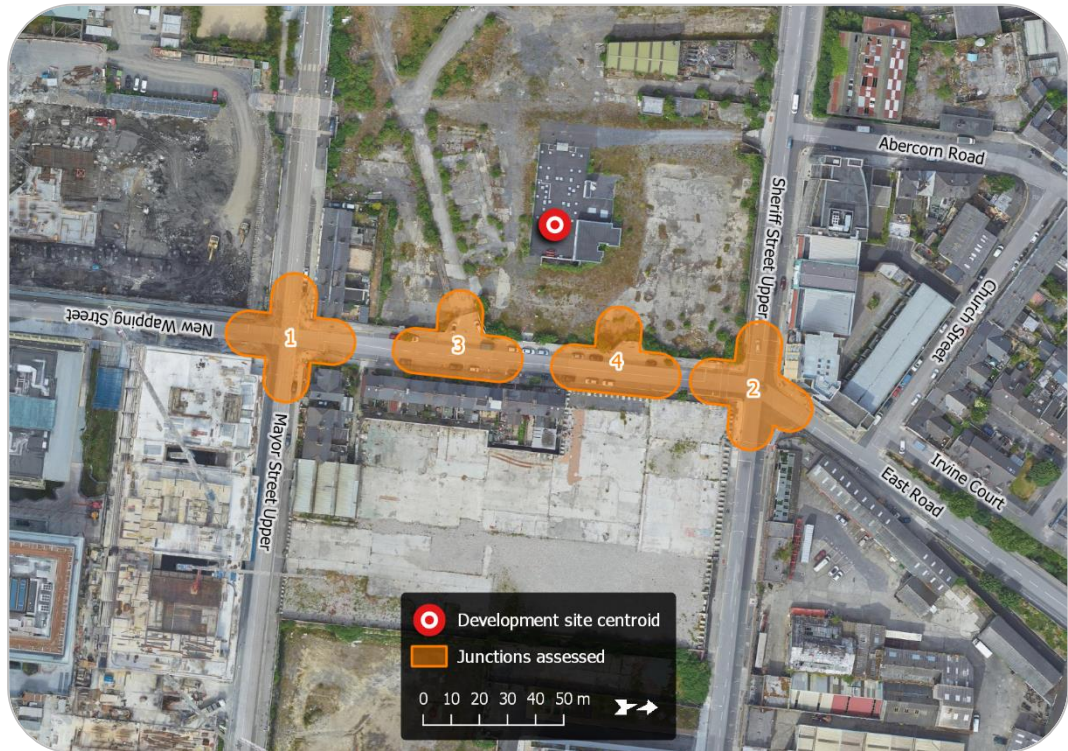 Abercorn Road
Sheriff Street Upper
Church Street
New Wapping Street
1
3
4
2
Mayor Street Upper
Irvine Court
East Road
Development site centroid
Junctions assessed
0 10 20 30 40 50 m